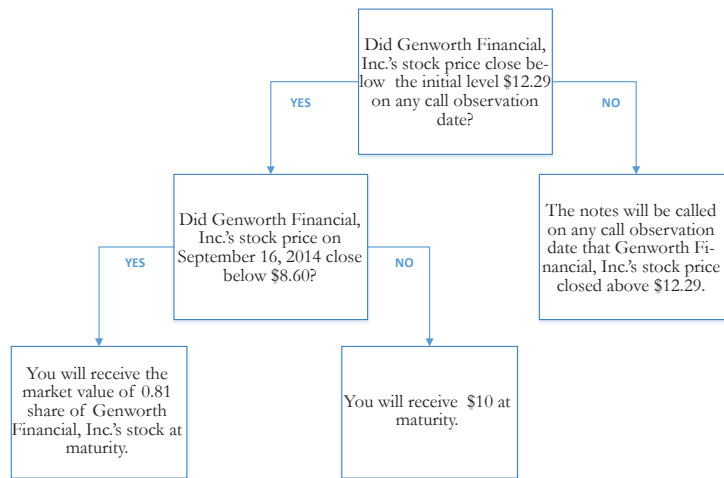 Did Genworth Financial,
Inc.'s stock price close be-
low the initial level $12.29
on any call observation
date?
YES
NO
Did Genworth Financial,
Inc.'s stock price on
September 16, 2014 close
below $8.60?
The notes will be called
on any call observation
date that Genworth Fi-
nancial, Inc.'s stock price
closed above $12.29.
YES
NO
You will receive the
market value of 0.81
share of Genworth
Financial, Inc.'s stock at
maturity.
You will receive $10 at
maturity.